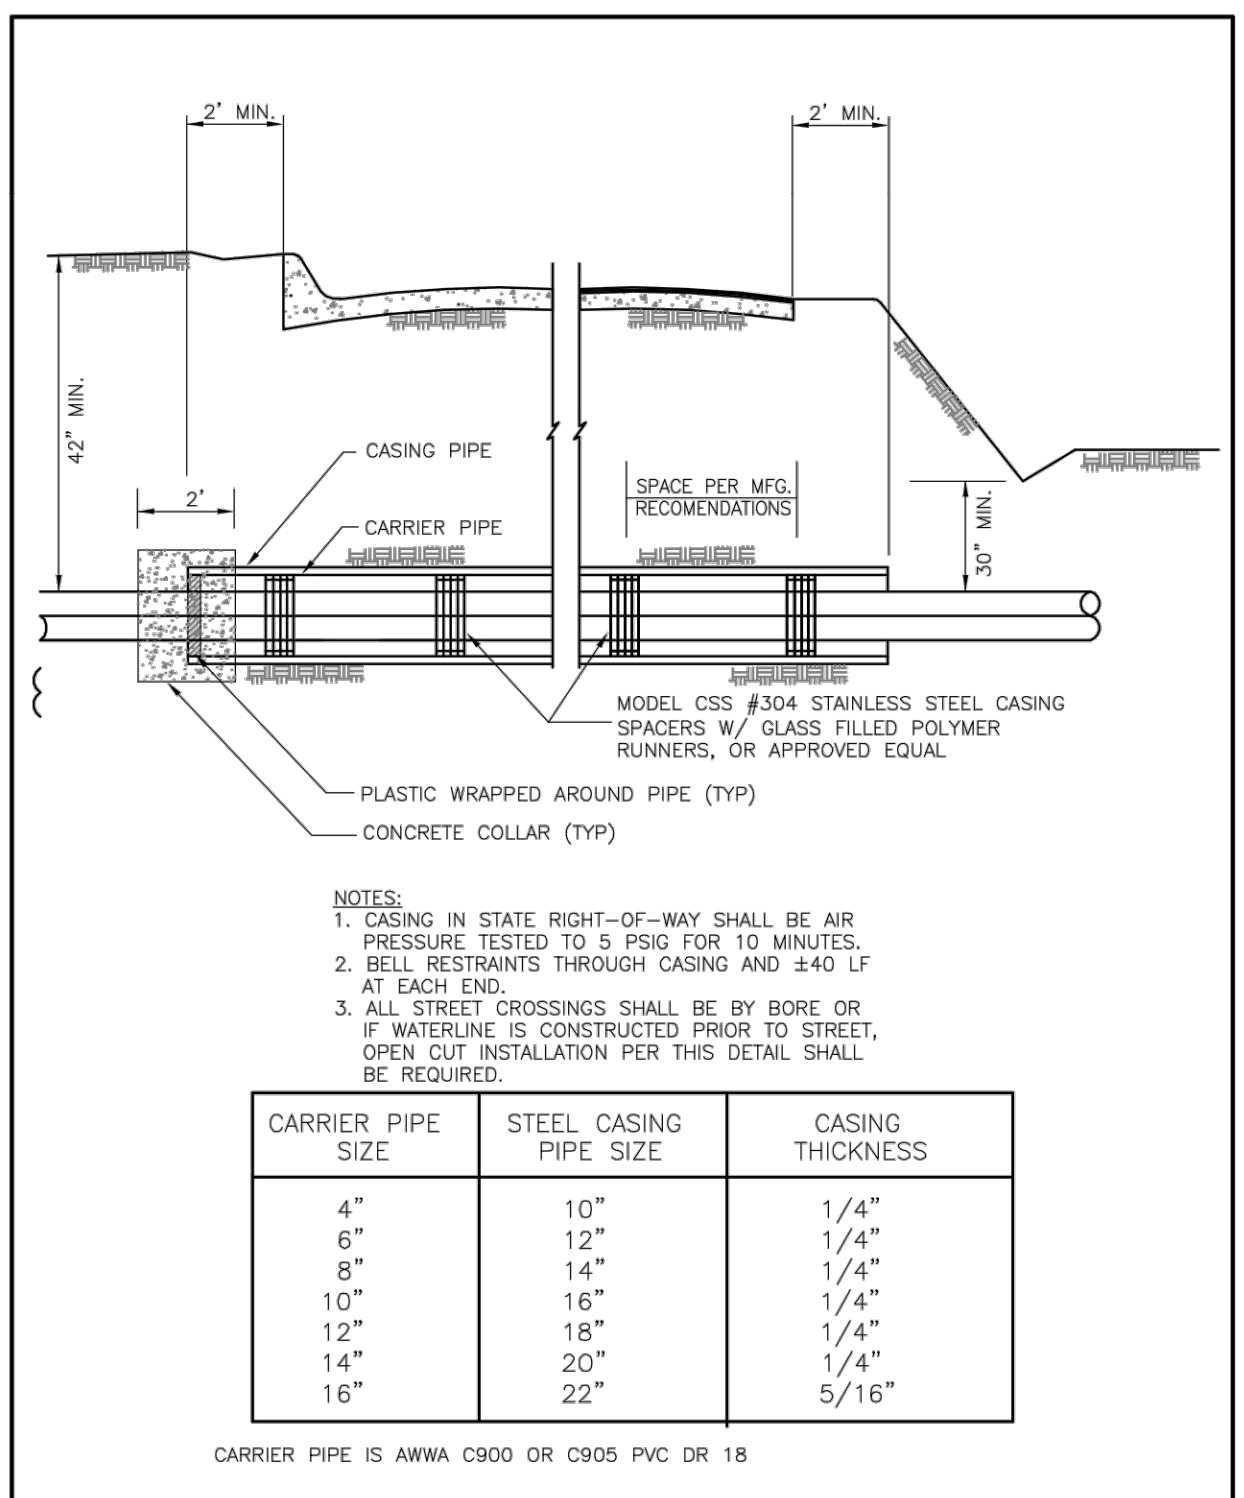 2' MIN.
2' MIN.
42" MIN.
CASING PIPE
2'
SPACE PER MFG.
RECOMENDATIONS
CARRIER PIPE
30" MIN.
MODEL CSS #304 STAINLESS STEEL CASING
SPACERS W/ GLASS FILLED POLYMER
RUNNERS, OR APPROVED EQUAL
PLASTIC WRAPPED AROUND PIPE (TYP)
CONCRETE COLLAR (TYP)
NOTES:
1. CASING IN STATE RIGHT-OF-WAY SHALL BE AIR
PRESSURE TESTED TO 5 PSIG FOR 10 MINUTES.
2. BELL RESTRAINTS THROUGH CASING AND ±40 LF
AT EACH END.
3. ALL STREET CROSSINGS SHALL BE BY BORE OR
IF WATERLINE IS CONSTRUCTED PRIOR TO STREET,
OPEN CUT INSTALLATION PER THIS DETAIL SHALL
BE REQUIRED.
CARRIER PIPE SIZE STEEL CASING PIPE SIZE CASING THICKNESS
4" 10" 1/4"
6" 12" 1/4"
8" 14" 1/4"
10" 16" 1/4"
12" 18" 1/4"
14" 20" 1/4"
16" 22" 5/16"
CARRIER PIPE IS AWWA C900 OR C905 PVC DR 18